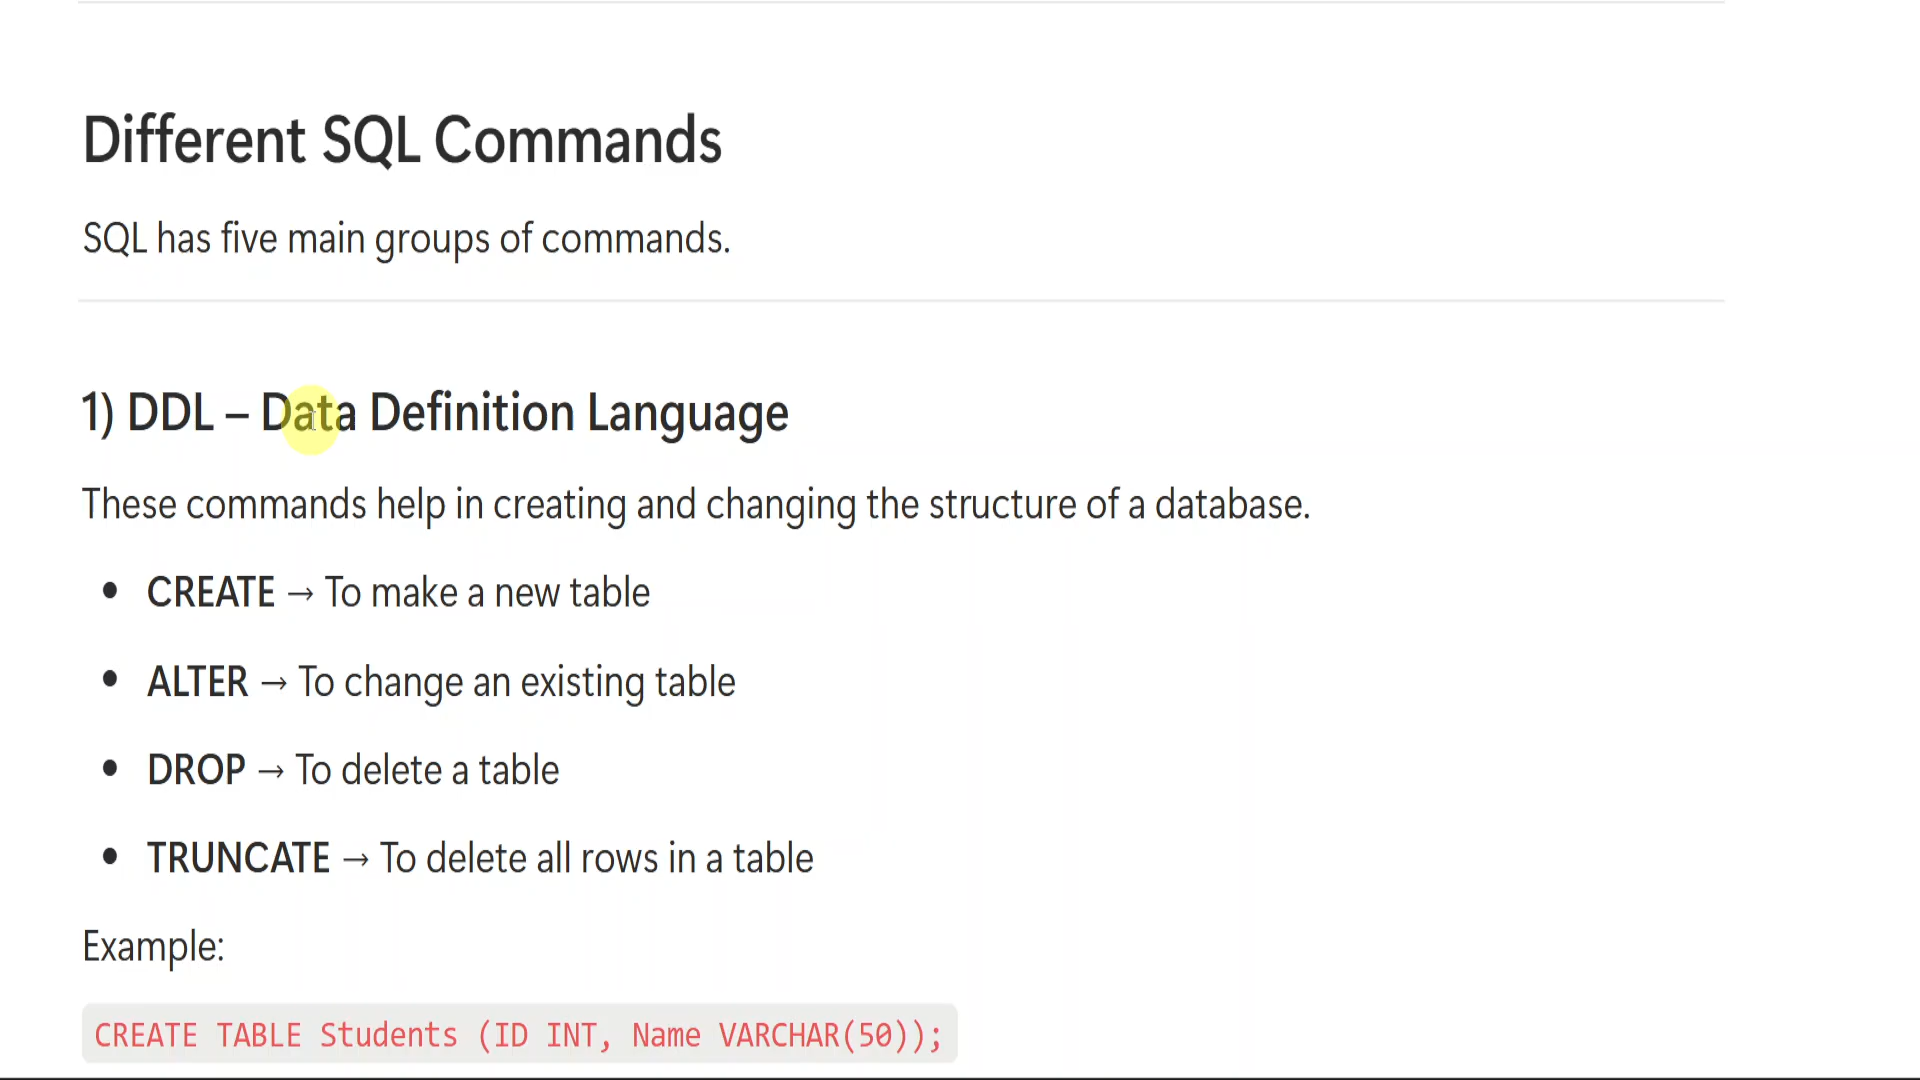 Different SQL Commands
SQL has five main groups of commands.
1) DDL – Data Definition Language
These commands help in creating and changing the structure of a database.
• CREATE → To make a new table
• ALTER → To change an existing table
• DROP → To delete a table
• TRUNCATE → To delete all rows in a table
Example:
CREATE TABLE Students (ID INT, Name VARCHAR(50));